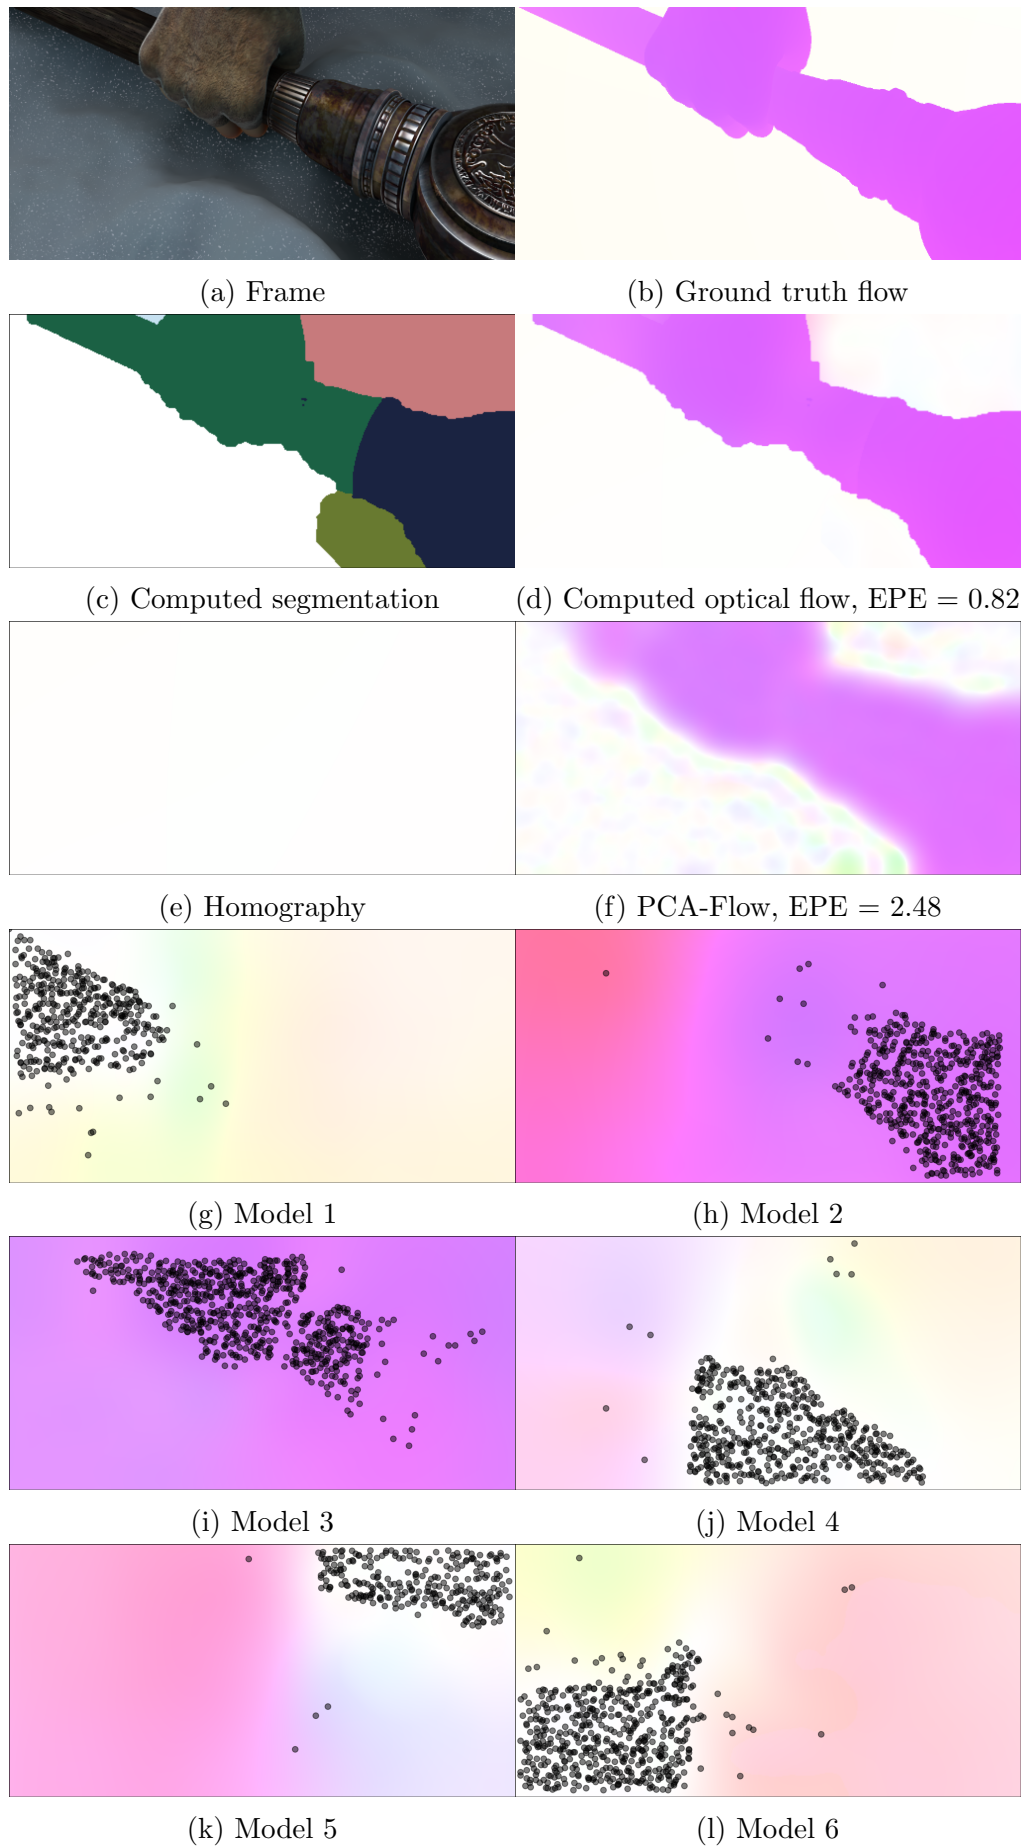 (a) Frame
(b) Ground truth flow
(c) Computed segmentation
(d) Computed optical flow, EPE = 0.82
(e) Homography
(f) PCA-Flow, EPE = 2.48
(g) Model 1
(h) Model 2
(i) Model 3
(j) Model 4
(k) Model 5
(l) Model 6